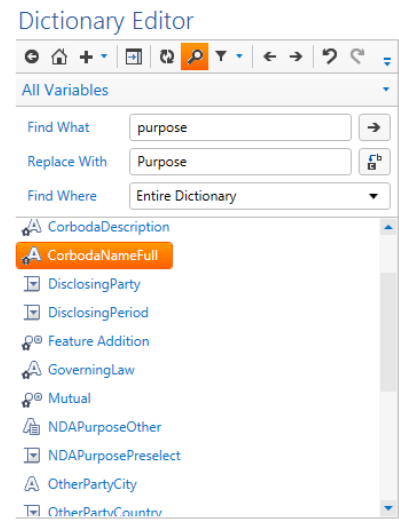 Dictionary Editor
All Variables
Find What purpose
Replace With Purpose
Find Where Entire Dictionary
CorbodaDescription
CorbodaNameFull
DisclosingParty
DisclosingPeriod
Feature Addition
GoverningLaw
Mutual
NDAPurposeOther
NDAPurposePreselect
OtherPartyCity
OtherPartyCountry